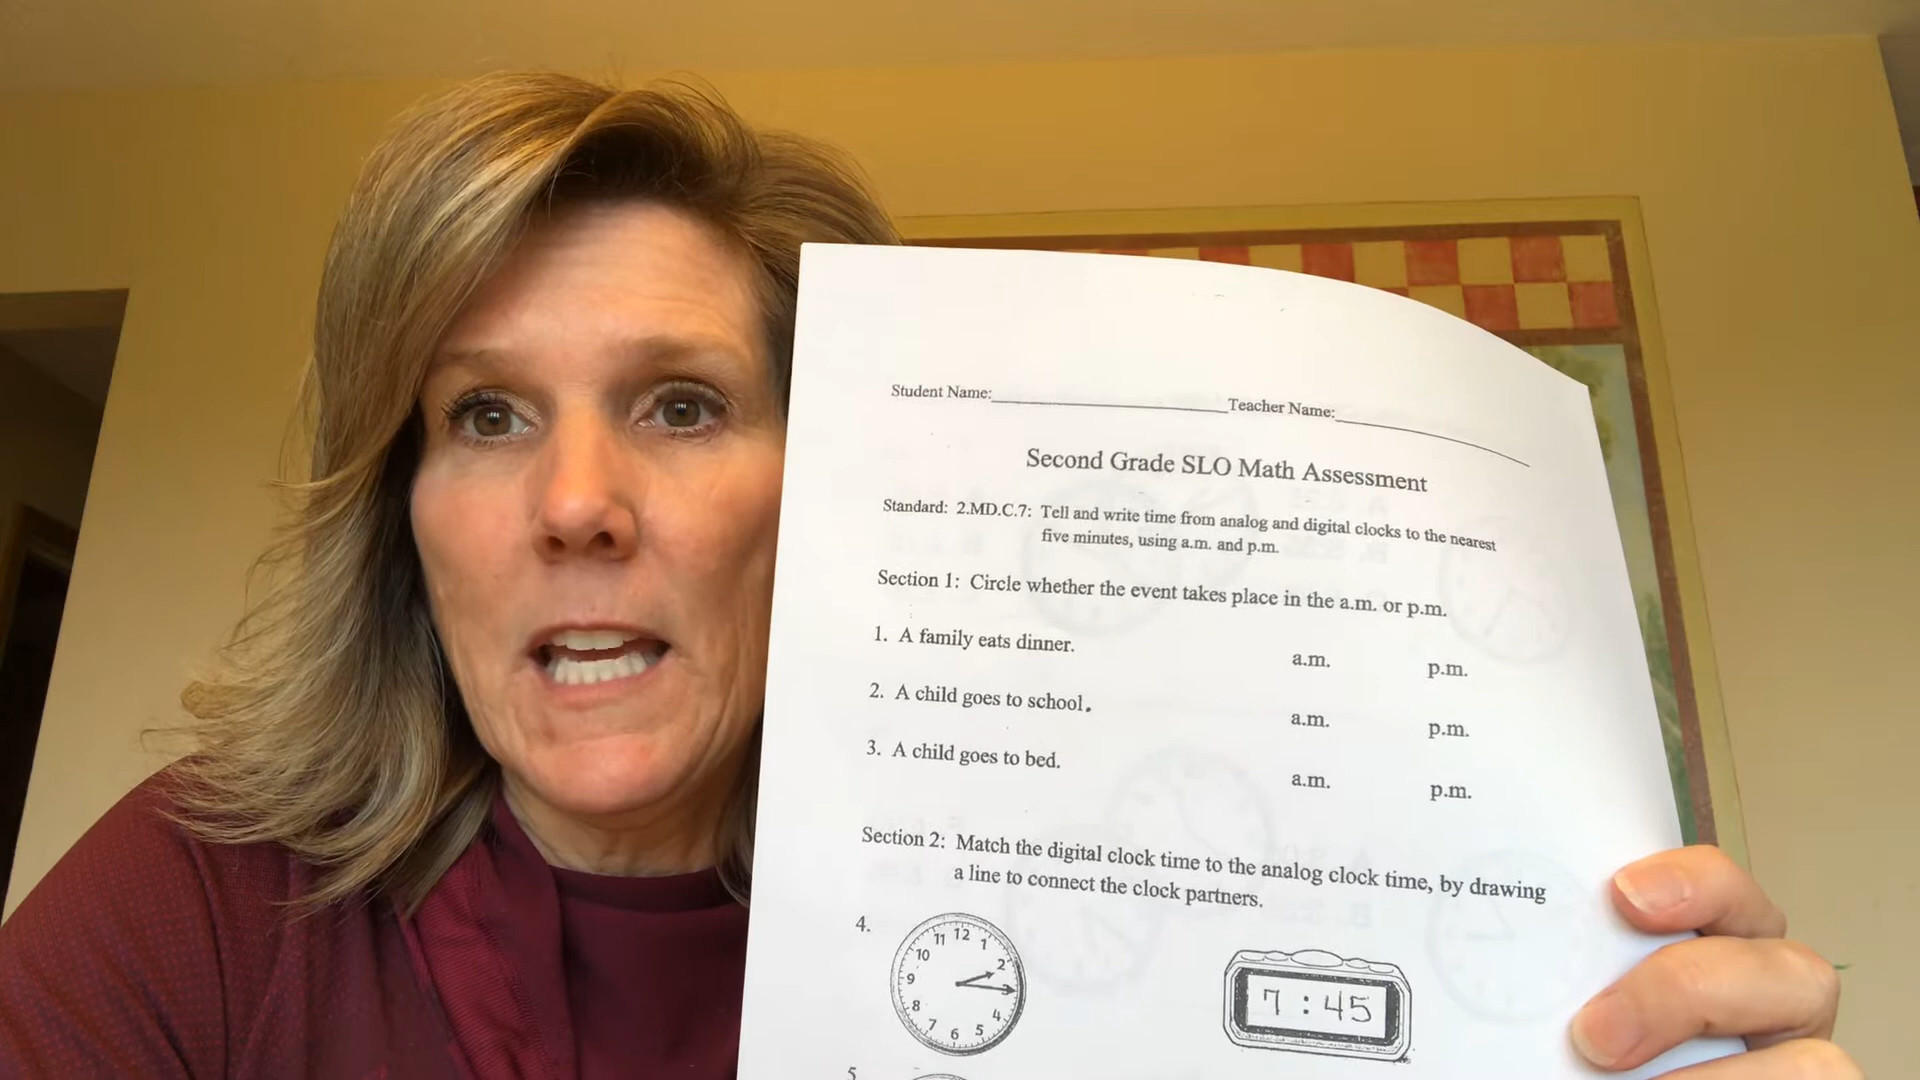 Student Name:____________________Teacher Name:____________________
Second Grade SLO Math Assessment
Standard: 2.MD.C.7: Tell and write time from analog and digital clocks to the nearest
five minutes, using a.m. and p.m.
Section 1: Circle whether the event takes place in the a.m. or p.m.
1. A family eats dinner. a.m. p.m.
2. A child goes to school. a.m. p.m.
3. A child goes to bed. a.m. p.m.
Section 2: Match the digital clock time to the analog clock time, by drawing
a line to connect the clock partners.
4.
12 1 2 4 5 6 7 8 9 10 11
7:45
5